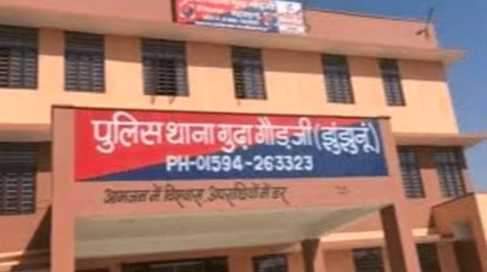 पुलिस थाना गुढ़ा गौड़जी (झुंझुनूं)
PH-01594-263323
आमजन में विश्वास, अपराधियों में डर